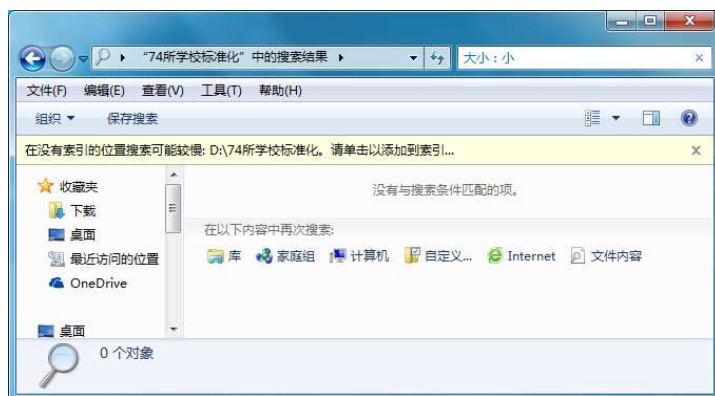 “74所学校标准化”中的搜索结果
大小:小
文件(F) 编辑(E) 查看(V) 工具(T) 帮助(H)
组织 保存搜索
在没有索引的位置搜索可能较慢: D:\74所学校标准化。请单击以添加到索引...
收藏夹
下载
桌面
最近访问的位置
OneDrive
桌面
没有与搜索条件匹配的项。
在以下内容中再次搜索:
库 家庭组 计算机 自定义... Internet 文件内容
0 个对象